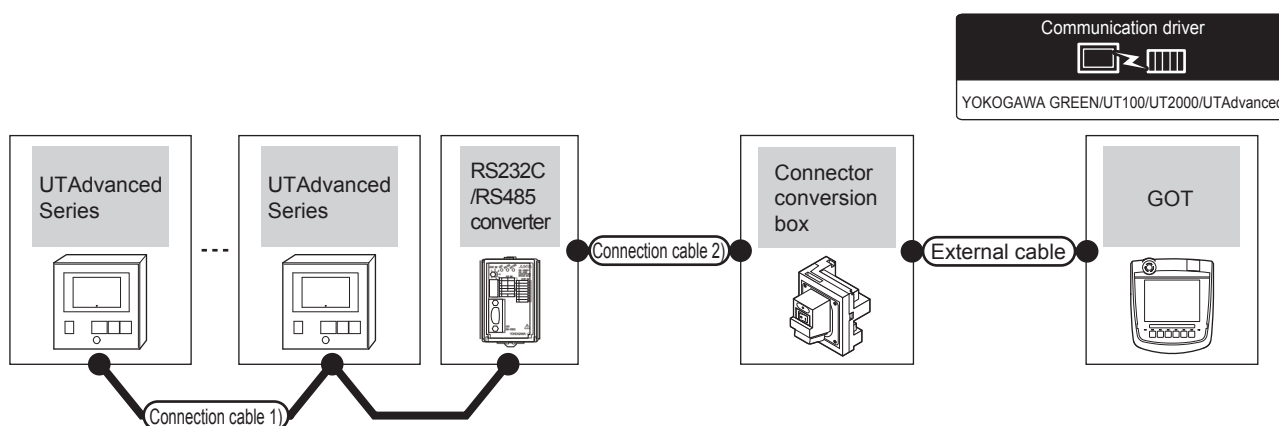 Communication driver
YOKOGAWA GREEN/UT100/UT2000/UTAdvanced
UTAdvanced
Series
UTAdvanced
Series
RS232C
/RS485
converter
Connector
conversion
box
GOT
Connection cable 2)
External cable
Connection cable 1)